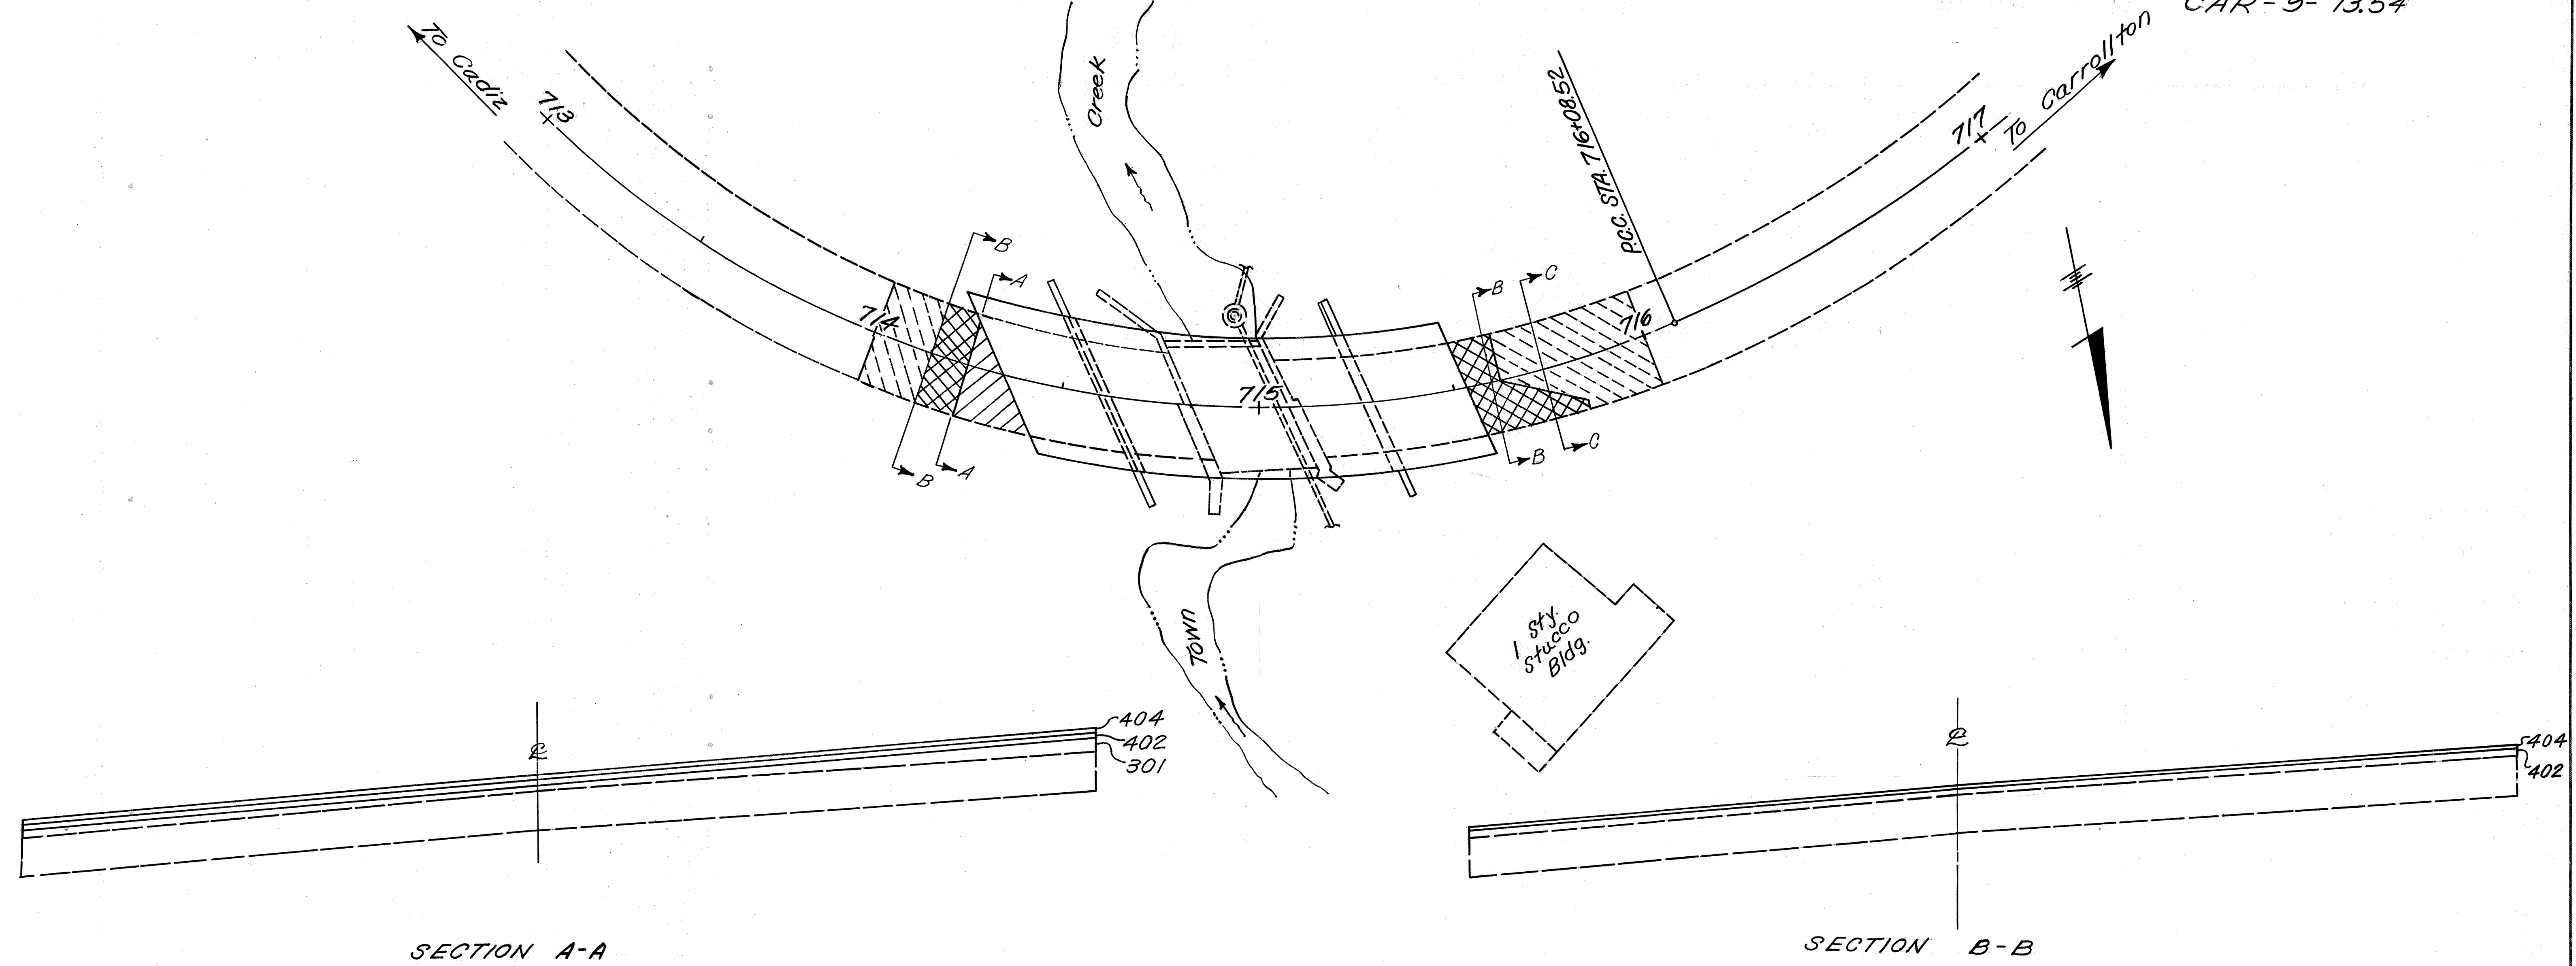 CAR-9-13.54
To Cadiz
713
Creek
P.C.C. STA. 716+08.52
717
To Carrollton
B
A
B
C
714
716
715
B
A
B
C
1 Sty.
Stucco
Bldg.
Town
404
402
301
℄
℄
404
402
SECTION A-A
SECTION B-B